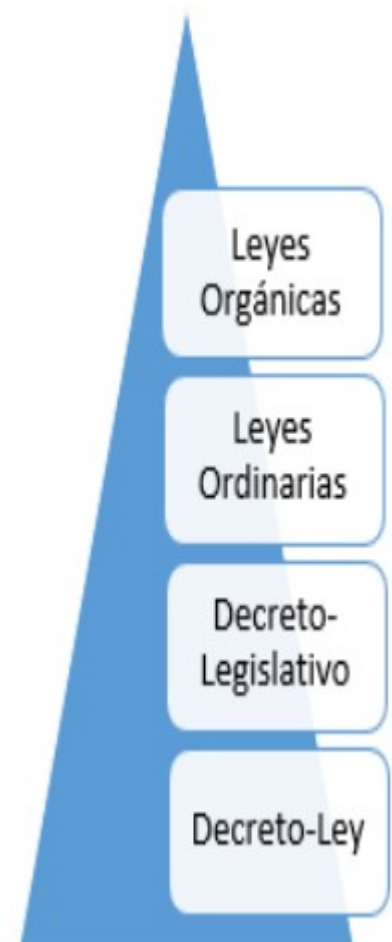 Leyes
Orgánicas
Leyes
Ordinarias
Decreto-
Legislativo
Decreto-Ley